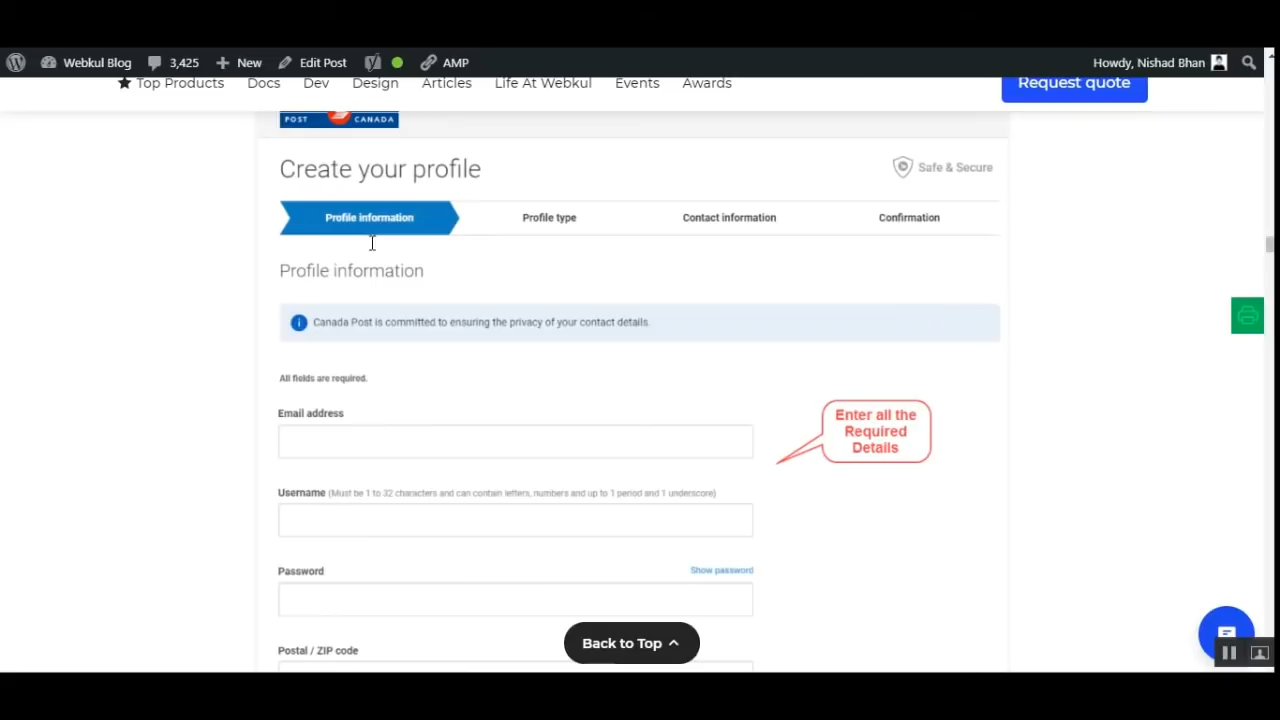 Webkul Blog 3,425 New Edit Post AMP Howdy, Nishad Bhan
Top Products Docs Dev Design Articles Life At Webkul Events Awards Request quote
POST CANADA
Create your profile Safe & Secure
Profile information Profile type Contact information Confirmation
Profile information
Canada Post is committed to ensuring the privacy of your contact details.
All fields are required.
Email address
Enter all the
Required
Details
Username (Must be 1 to 32 characters and can contain letters, numbers and up to 1 period and 1 underscore)
Password Show password
Back to Top
Postal / ZIP code